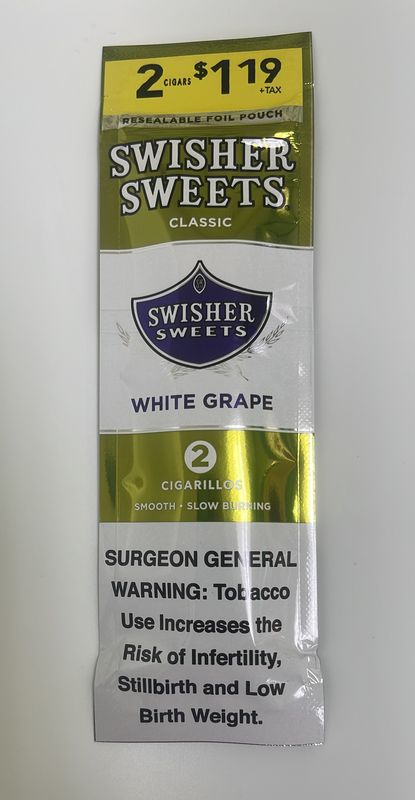 2 CIGARS $1 19 +TAX
RESEALABLE FOIL POUCH
SWISHER
SWEETS
CLASSIC
SWISHER
SWEETS
WHITE GRAPE
2
CIGARILLOS
SMOOTH • SLOW BURNING
SURGEON GENERAL
WARNING: Tobacco
Use Increases the
Risk of Infertility,
Stillbirth and Low
Birth Weight.